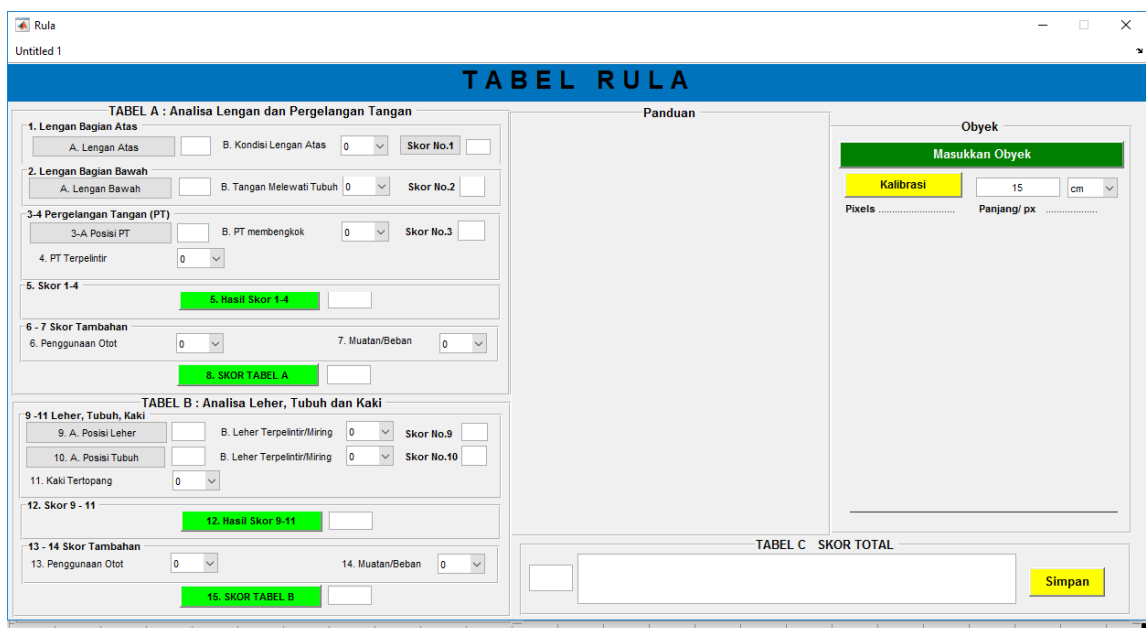 Rula
Untitled 1
TABEL RULA
TABEL A : Analisa Lengan dan Pergelangan Tangan
1. Lengan Bagian Atas
A. Lengan Atas B. Kondisi Lengan Atas 0 Skor No.1
2. Lengan Bagian Bawah
A. Lengan Bawah B. Tangan Melewati Tubuh 0 Skor No.2
3-4 Pergelangan Tangan (PT)
3-A Posisi PT B. PT membengkok 0 Skor No.3
4. PT Terpelintir 0
5. Skor 1-4
5. Hasil Skor 1-4
6 - 7 Skor Tambahan
6. Penggunaan Otot 0 7. Muatan/Beban 0
8. SKOR TABEL A
TABEL B : Analisa Leher, Tubuh dan Kaki
9 -11 Leher, Tubuh, Kaki
9. A. Posisi Leher B. Leher Terpelintir/Miring 0 Skor No.9
10. A. Posisi Tubuh B. Leher Terpelintir/Miring 0 Skor No.10
11. Kaki Tertopang 0
12. Skor 9 - 11
12. Hasil Skor 9-11
13 - 14 Skor Tambahan
13. Penggunaan Otot 0 14. Muatan/Beban 0
15. SKOR TABEL B
Panduan
Obyek
Masukkan Obyek
Kalibrasi 15 cm
Pixels ........................... Panjang/ px ..................
TABEL C SKOR TOTAL
Simpan